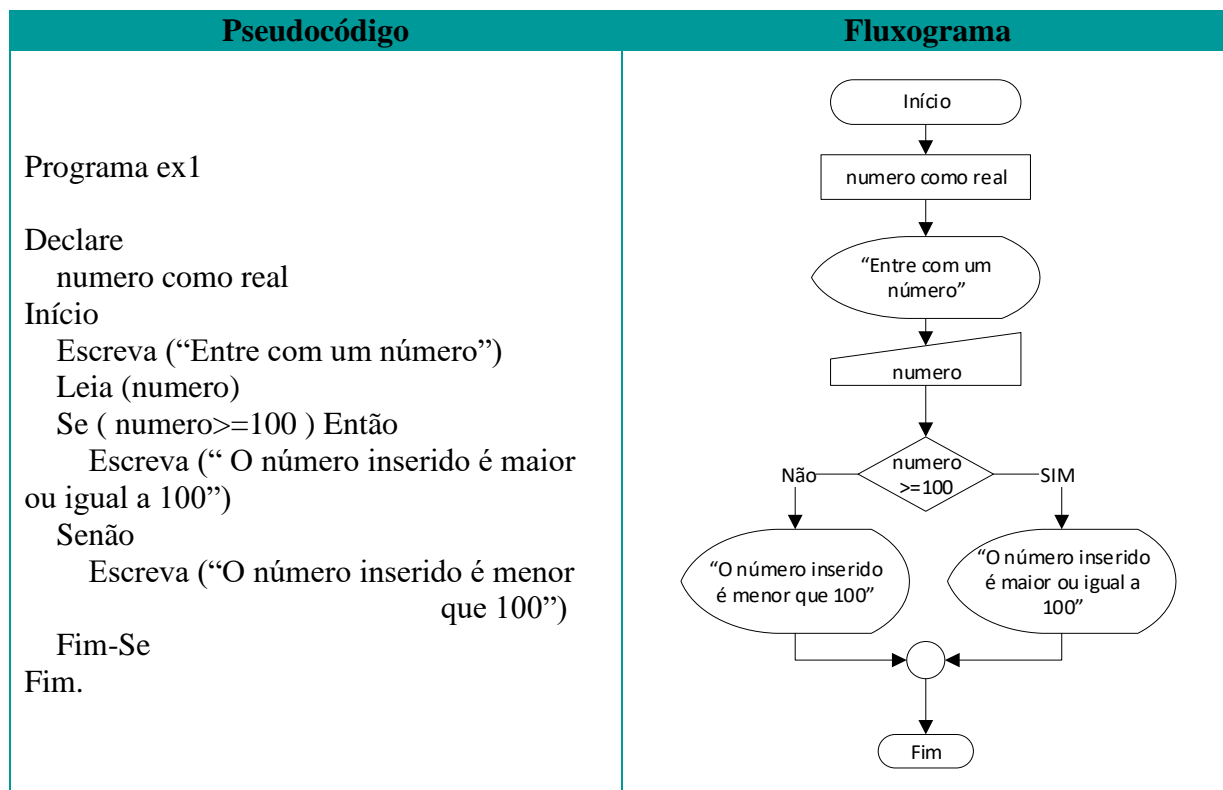 Pseudocódigo
Fluxograma
Programa ex1
Declare
numero como real
Início
Escreva (“Entre com um número”)
Leia (numero)
Se ( numero>=100 ) Então
Escreva (“ O número inserido é maior
ou igual a 100”)
Senão
Escreva (“O número inserido é menor
que 100”)
Fim-Se
Fim.
Início
numero como real
“Entre com um
número”
numero
numero
>=100
Não
SIM
“O número inserido
é menor que 100”
“O número inserido
é maior ou igual a
100”
Fim